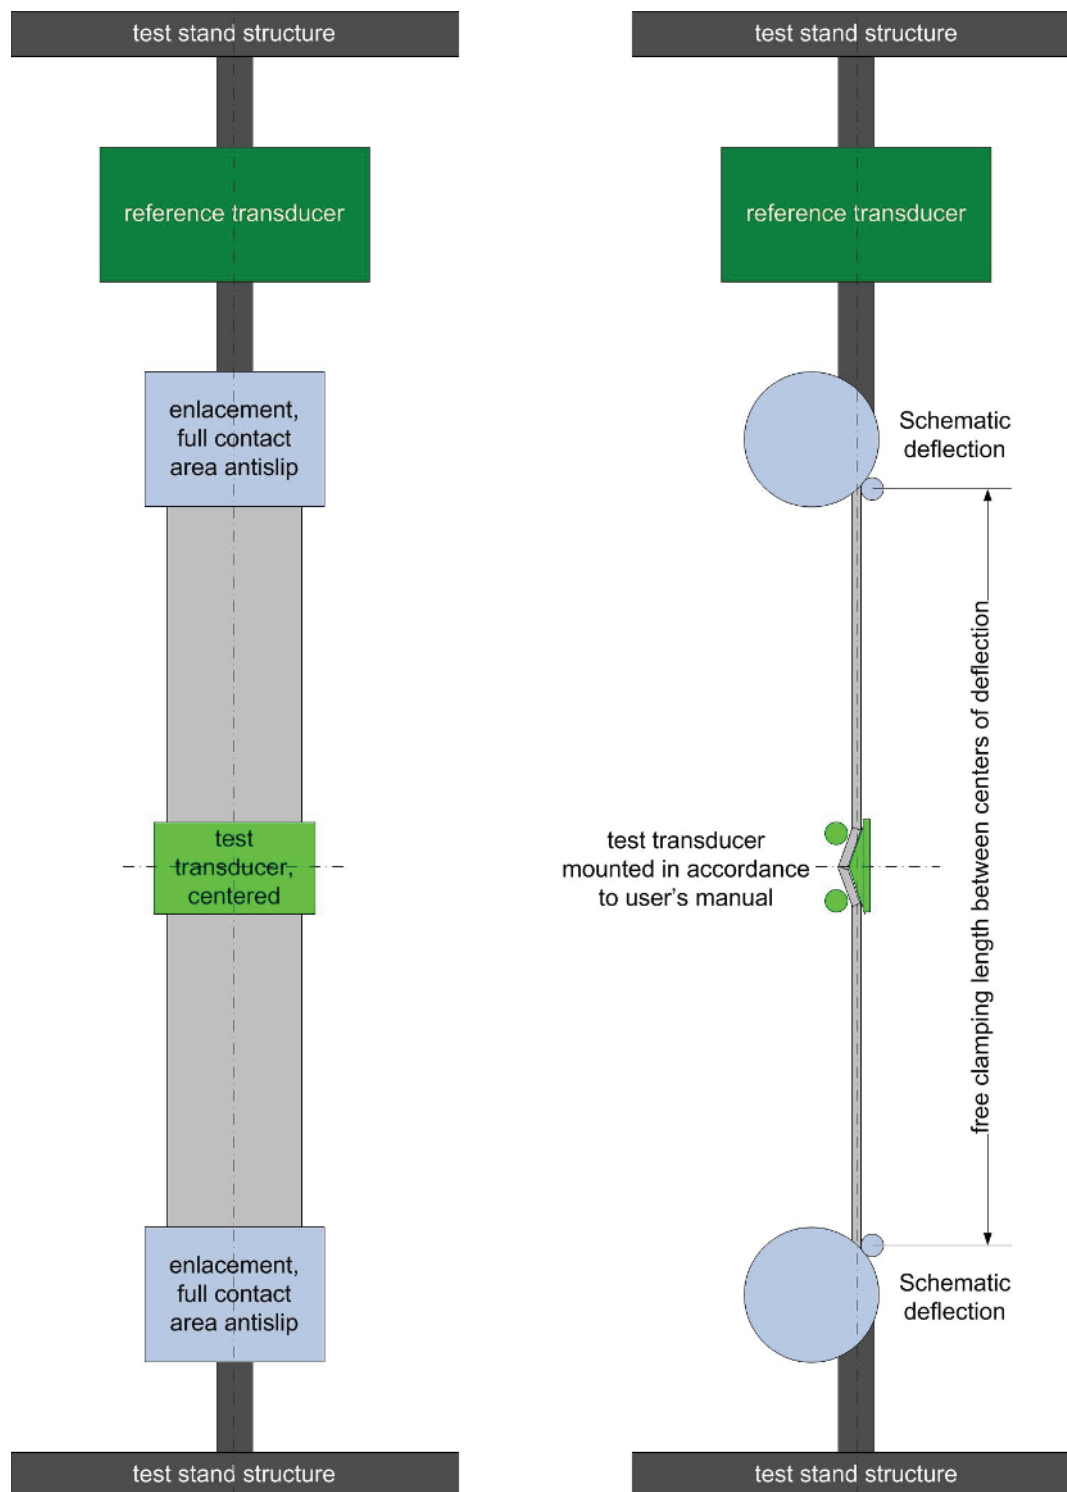 test stand structure
reference transducer
enlacement,
full contact
area antislip
test
transducer,
centered
enlacement,
full contact
area antislip
test stand structure
test stand structure
reference transducer
Schematic
deflection
test transducer
mounted in accordance
to user's manual
free clamping length between centers of deflection
Schematic
deflection
test stand structure